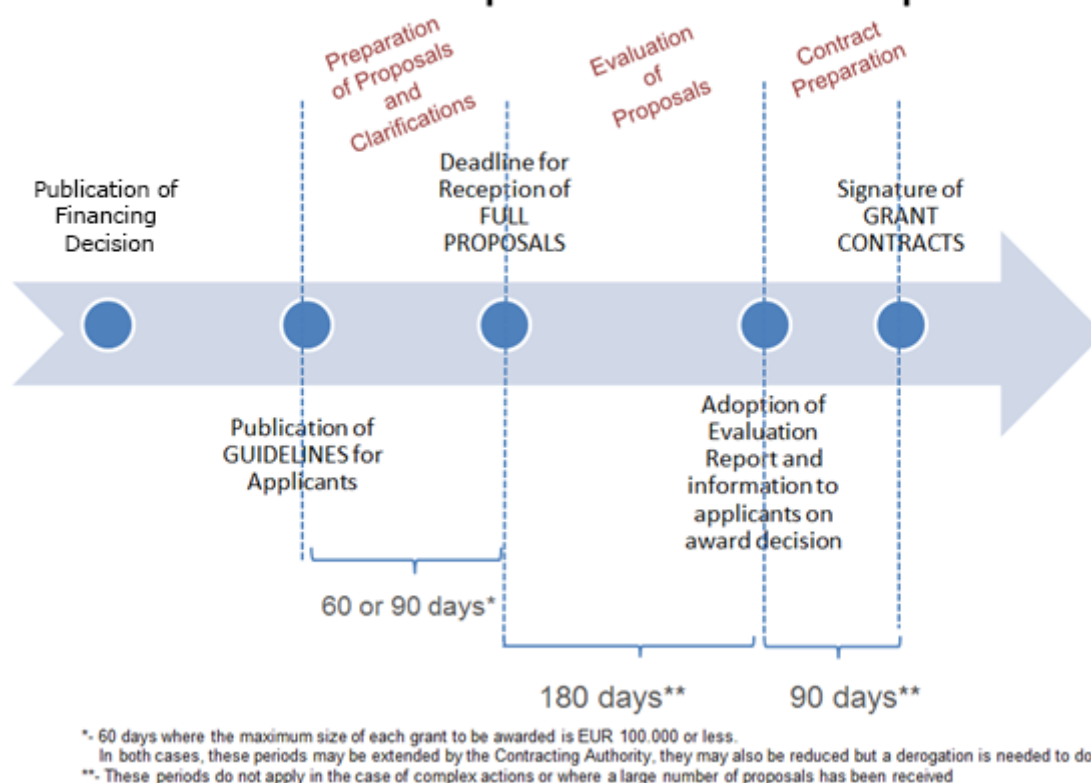 Preparation
of Proposals
and
Clarifications
Evaluation
of
Proposals
Contract
Preparation
Publication of
Financing
Decision
Deadline for
Reception of
FULL
PROPOSALS
Signature of
GRANT
CONTRACTS
Publication of
GUIDELINES for
Applicants
Adoption of
Evaluation
Report and
information to
applicants on
award decision
60 or 90 days*
180 days**
90 days**
*- 60 days where the maximum size of each grant to be awarded is EUR 100.000 or less.
In both cases, these periods may be extended by the Contracting Authority, they may also be reduced but a derogation is needed to do
**- These periods do not apply in the case of complex actions or where a large number of proposals has been received